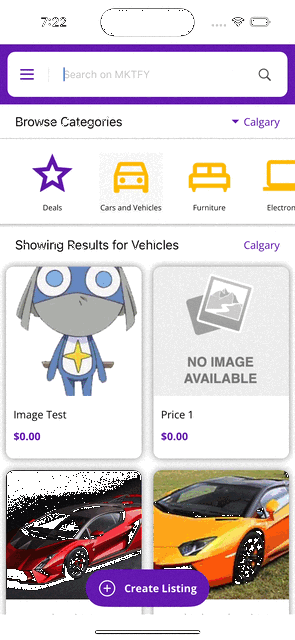 7:22
Search on MKTFY
Browse Categories
Calgary
Deals
Cars and Vehicles
Furniture
Electron
Showing Results for Vehicles
Calgary
NO IMAGE
AVAILABLE
Image Test
Price 1
$0.00
$0.00
Create Listing